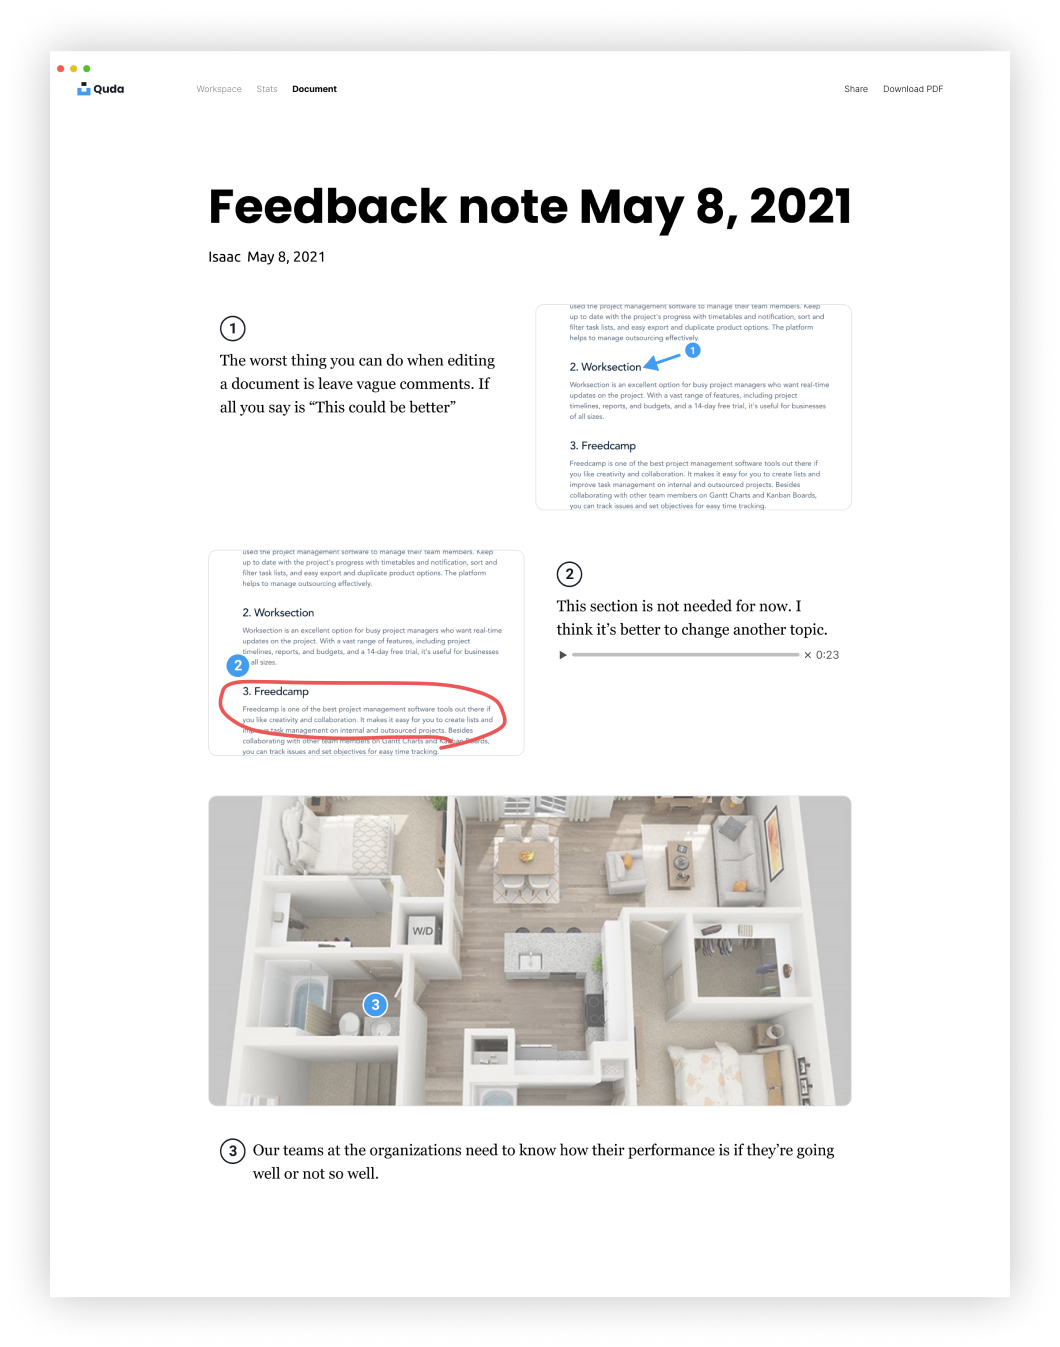 Quda
Workspace Stats Document
Share Download PDF
Feedback note May 8, 2021
Isaac May 8, 2021
1
The worst thing you can do when editing
a document is leave vague comments. If
all you say is “This could be better”
used the project management software to manage their team members. Keep
up to date with the project's progress with timetables and notification, sort and
filter task lists, and easy export and duplicate product options. The platform
helps to manage outsourcing effectively.
1
2. Worksection
Worksection is an excellent option for busy project managers who want real-time
updates on the project. With a vast range of features, including project
timelines, reports, and budgets, and a 14-day free trial, it's useful for businesses
of all sizes.
3. Freedcamp
Freedcamp is one of the best project management software tools out there if
you like creativity and collaboration. It makes it easy for you to create lists and
improve task management on internal and outsourced projects. Besides
collaborating with other team members on Gantt Charts and Kanban Boards,
you can track issues and set objectives for easy time tracking.
used the project management software to manage their team members. Keep
up to date with the project's progress with timetables and notification, sort and
filter task lists, and easy export and duplicate product options. The platform
helps to manage outsourcing effectively.
2. Worksection
Worksection is an excellent option for busy project managers who want real-time
updates on the project. With a vast range of features, including project
timelines, reports, and budgets, and a 14-day free trial, it's useful for businesses
2 all sizes.
3. Freedcamp
Freedcamp is one of the best project management software tools out there if
you like creativity and collaboration. It makes it easy for you to create lists and
improve task management on internal and outsourced projects. Besides
collaborating with other team members on Gantt Charts and Kanban Boards,
you can track issues and set objectives for easy time tracking.
2
This section is not needed for now. I
think it’s better to change another topic.
0:23
W/D
3
3 Our teams at the organizations need to know how their performance is if they’re going
well or not so well.